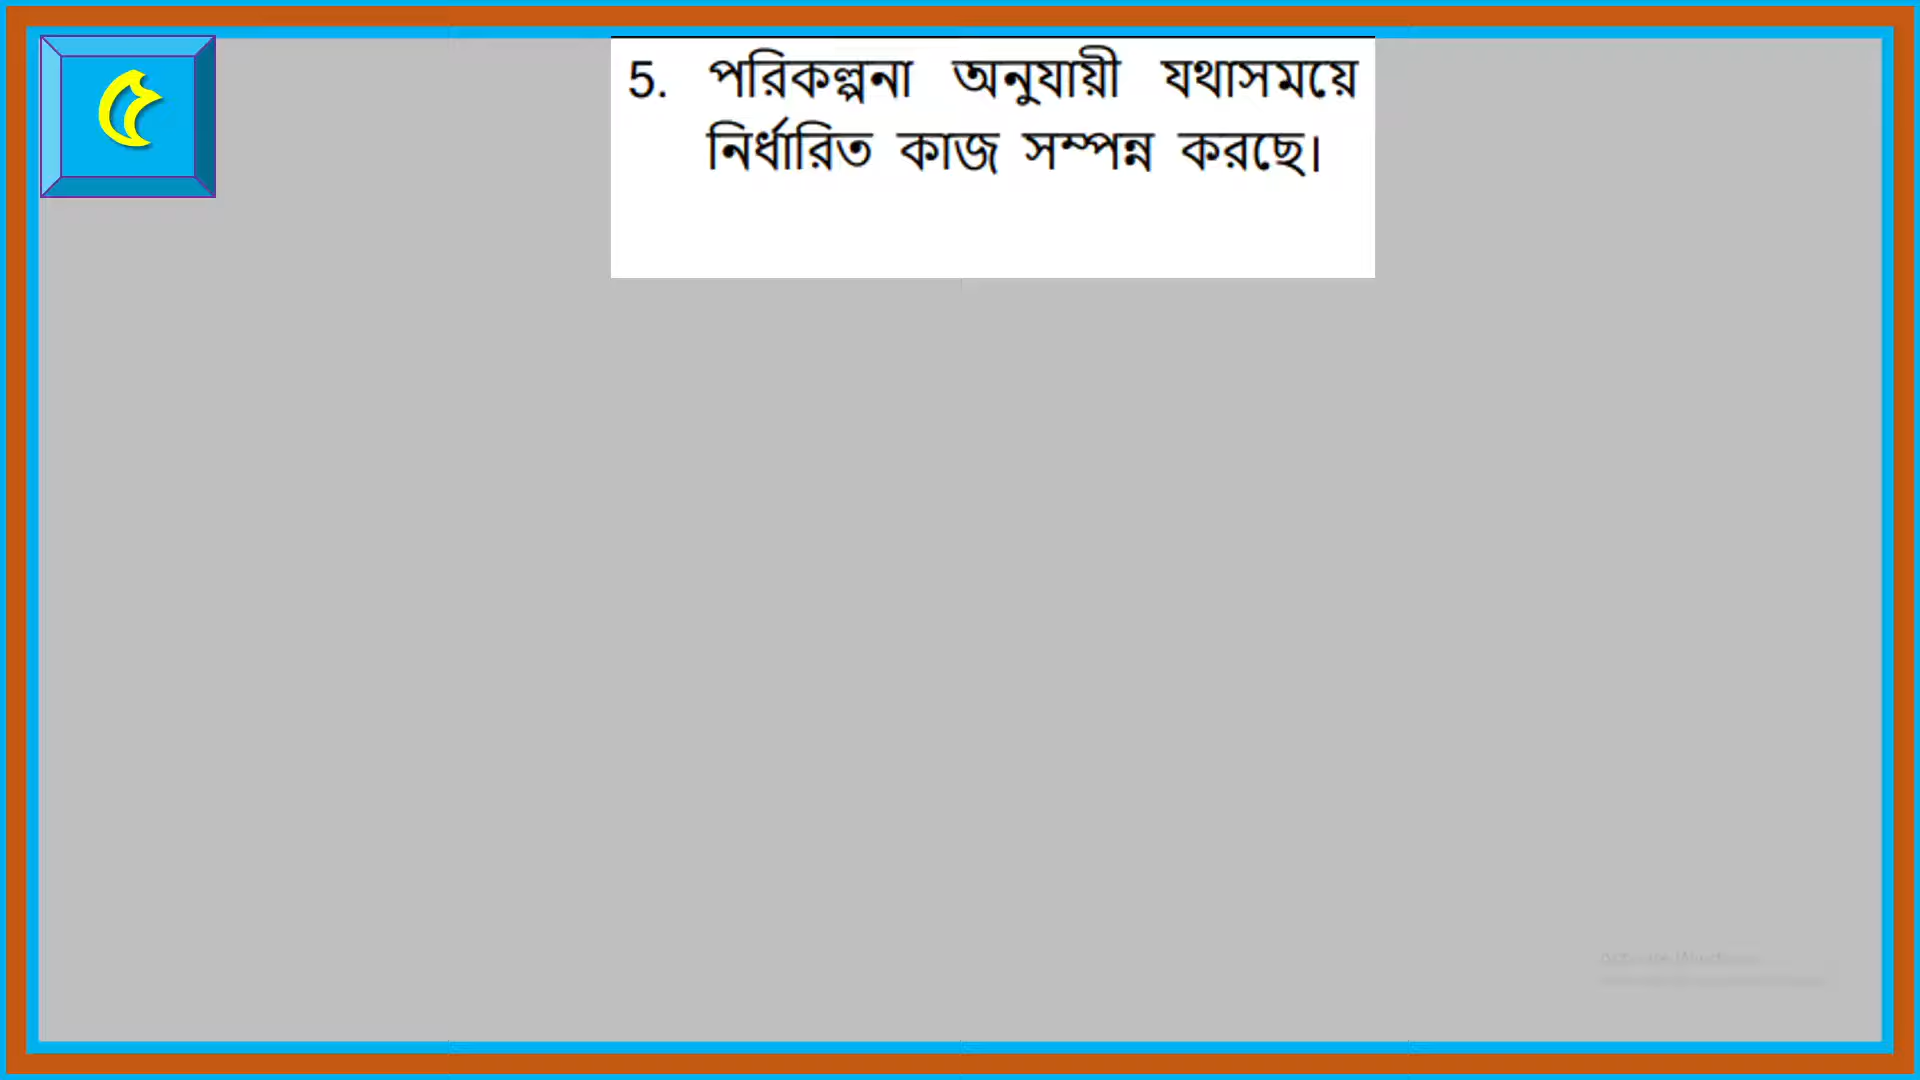 ৫
5. পরিকল্পনা অনুযায়ী যথাসময়ে
নির্ধারিত কাজ সম্পন্ন করছে।